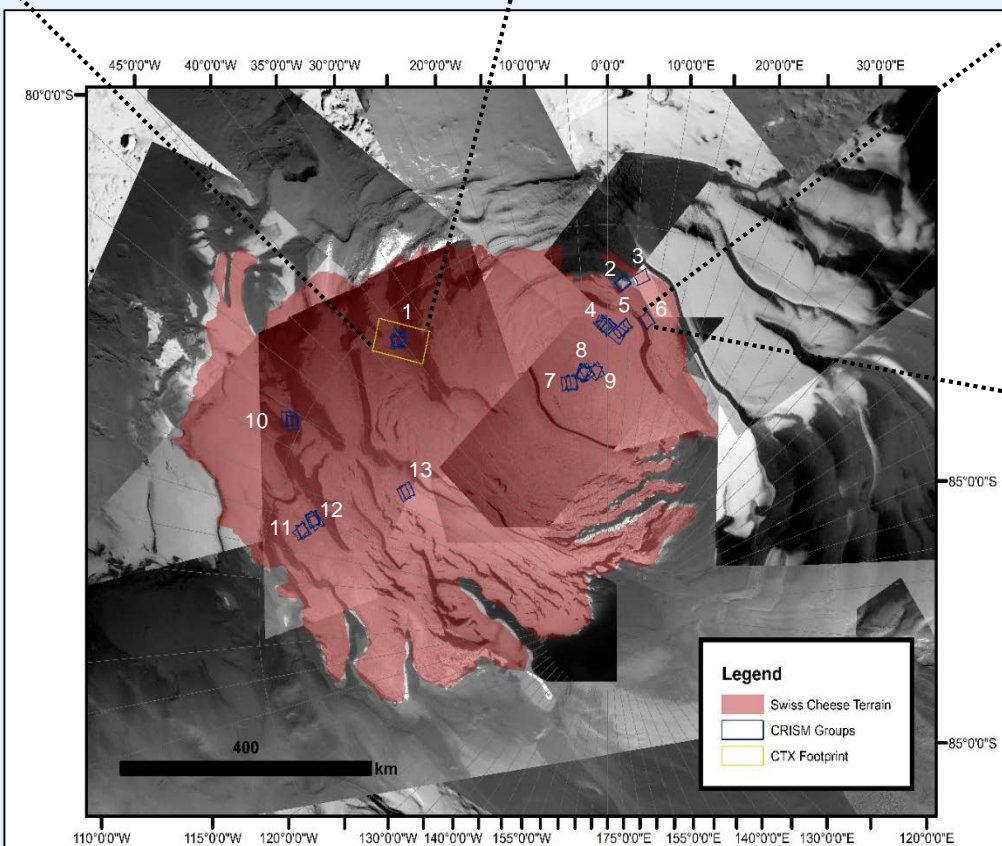 45°0'0"W 40°0'0"W 35°0'0"W 30°0'0"W 20°0'0"W 10°0'0"W 0°0'0" 10°0'0"E 20°0'0"E 30°0'0"E
80°0'0"S
2 3
1 4 5 6
8
7 9
10
13
85°0'0"S
11 12
Legend
Swiss Cheese Terrain
CRISM Groups
CTX Footprint
400
km
85°0'0"S
110°0'0"W 115°0'0"W 120°0'0"W 130°0'0"W 140°0'0"W 155°0'0"W 175°0'0"E 155°0'0"E 130°0'0"E 120°0'0"E